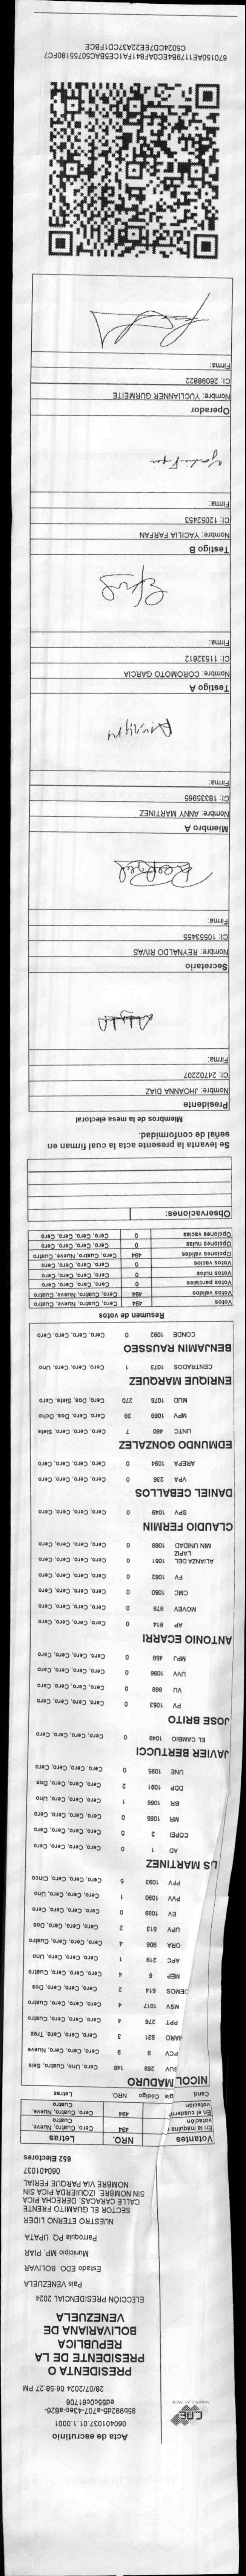 CNE
Acta de escrutinio
060401037.01.1.0001
95b992d5-a707-43ec-a826-
ed55c0c61706
28/07/2024 06:58:27 PM
PRESIDENTA O
PRESIDENTE DE LA
REPUBLICA
BOLIVARIANA DE
VENEZUELA
ELECCIÓN PRESIDENCIAL 2024
Pais VENEZUELA
Estado EDO. BOLIVAR
Municipio MP. PIAR
Parroquia PQ. UPATA
NUESTRO ETERNO LIDER
SECTOR EL GUAMITO FRENTE
CALLE CARACAS. DERECHA PICA
SIN NOMBRE. IZQUIERDA PICA SIN
NOMBRE VIA PARQUE FERIAL
060401037
652 Electores
Votantes NRO. Letras
En la máquina votación 494 Cero, Cuatro, Nueve, Cuatro
En el cuaderno votación 494 Cero, Cuatro, Nueve, Cuatro
Cand. gla Código NRO. Letras
NICOL MADURO
SUV 269 146 Cero, Uno, Cuatro, Seis
PCV 9 9 Cero, Cero, Cero, Nueve
HARO 931 3 Cero, Cero, Cero, Tres
PPT 276 4 Cero, Cero, Cero, Cuatro
MSV 1017 4 Cero, Cero, Cero, Cuatro
DEMOS 514 2 Cero, Cero, Cero, Dos
MEP 6 4 Cero, Cero, Cero, Cuatro
APC 219 1 Cero, Cero, Cero, Uno
ORA 906 4 Cero, Cero, Cero, Cuatro
UPV 513 2 Cero, Cero, Cero, Dos
EV 1089 0 Cero, Cero, Cero, Cero
PVV 1090 1 Cero, Cero, Cero, Uno
PFV 1093 5 Cero, Cero, Cero, Cinco
LIS MARTINEZ
AD 1 0 Cero, Cero, Cero, Cero
COPEI 2 0 Cero, Cero, Cero, Cero
MR 1065 0 Cero, Cero, Cero, Cero
BR 1066 1 Cero, Cero, Cero, Uno
DDP 1091 2 Cero, Cero, Cero, Dos
UNE 1095 0 Cero, Cero, Cero, Cero
JAVIER BERTUCCI
EL CAMBIO 1048 0 Cero, Cero, Cero, Cero
JOSE BRITO
PV 1053 0 Cero, Cero, Cero, Cero
VU 868 0 Cero, Cero, Cero, Cero
UVV 1096 0 Cero, Cero, Cero, Cero
MPJ 458 0 Cero, Cero, Cero, Cero
ANTONIO ECARRI
AP 814 0 Cero, Cero, Cero, Cero
MOVEV 978 0 Cero, Cero, Cero, Cero
CMC 1050 0 Cero, Cero, Cero, Cero
FV 1062 0 Cero, Cero, Cero, Cero
ALIANZA DEL LAPIZ 1051 0 Cero, Cero, Cero, Cero
MIN UNIDAD 1068 0 Cero, Cero, Cero, Cero
CLAUDIO FERMIN
SPV 1049 0 Cero, Cero, Cero, Cero
DANIEL CEBALLOS
VPA 236 0 Cero, Cero, Cero, Cero
AREPA 1094 0 Cero, Cero, Cero, Cero
EDMUNDO GONZALEZ
UNTC 460 7 Cero, Cero, Cero, Siete
MPV 1069 28 Cero, Cero, Dos, Ocho
MUD 1075 270 Cero, Dos, Siete, Cero
ENRIQUE MARQUEZ
CENTRADOS 1073 1 Cero, Cero, Cero, Uno
BENJAMIN RAUSSEO
CONDE 1092 0 Cero, Cero, Cero, Cero
Resumen de votos
Votos 494 Cero, Cuatro, Nueve, Cuatro
Votos validos 494 Cero, Cuatro, Nueve, Cuatro
Votos parciales 0 Cero, Cero, Cero, Cero
Votos nulos 0 Cero, Cero, Cero, Cero
Votos vacios 0 Cero, Cero, Cero, Cero
Opciones validas 494 Cero, Cuatro, Nueve, Cuatro
Opciones nulas 0 Cero, Cero, Cero, Cero
Opciones vacias 0 Cero, Cero, Cero, Cero
Observaciones:
Se levanta la presente acta la cual firman en
señal de conformidad.
Miembros de la mesa electoral
Presidente
Nombre: JHOANNA DIAZ
CI: 24702207
Firma:
Secretario
Nombre: REYNALDO RIVAS
CI: 10553455
Firma:
Miembro A
Nombre: ANNY MARTINEZ
CI: 18335965
Firma:
Testigo A
Nombre: COROMOTO GARCIA
CI: 11532612
Firma:
Testigo B
Nombre: YACILIA FARFAN
CI: 12052453
Firma:
Operador
Nombre: YUCLIANNER GURMEITE
CI: 26098822
Firma:
670150AE1179B4EC0AF841FA1CE5BAC50755180FC7
C5024CD7EE22A37CD1FBCE